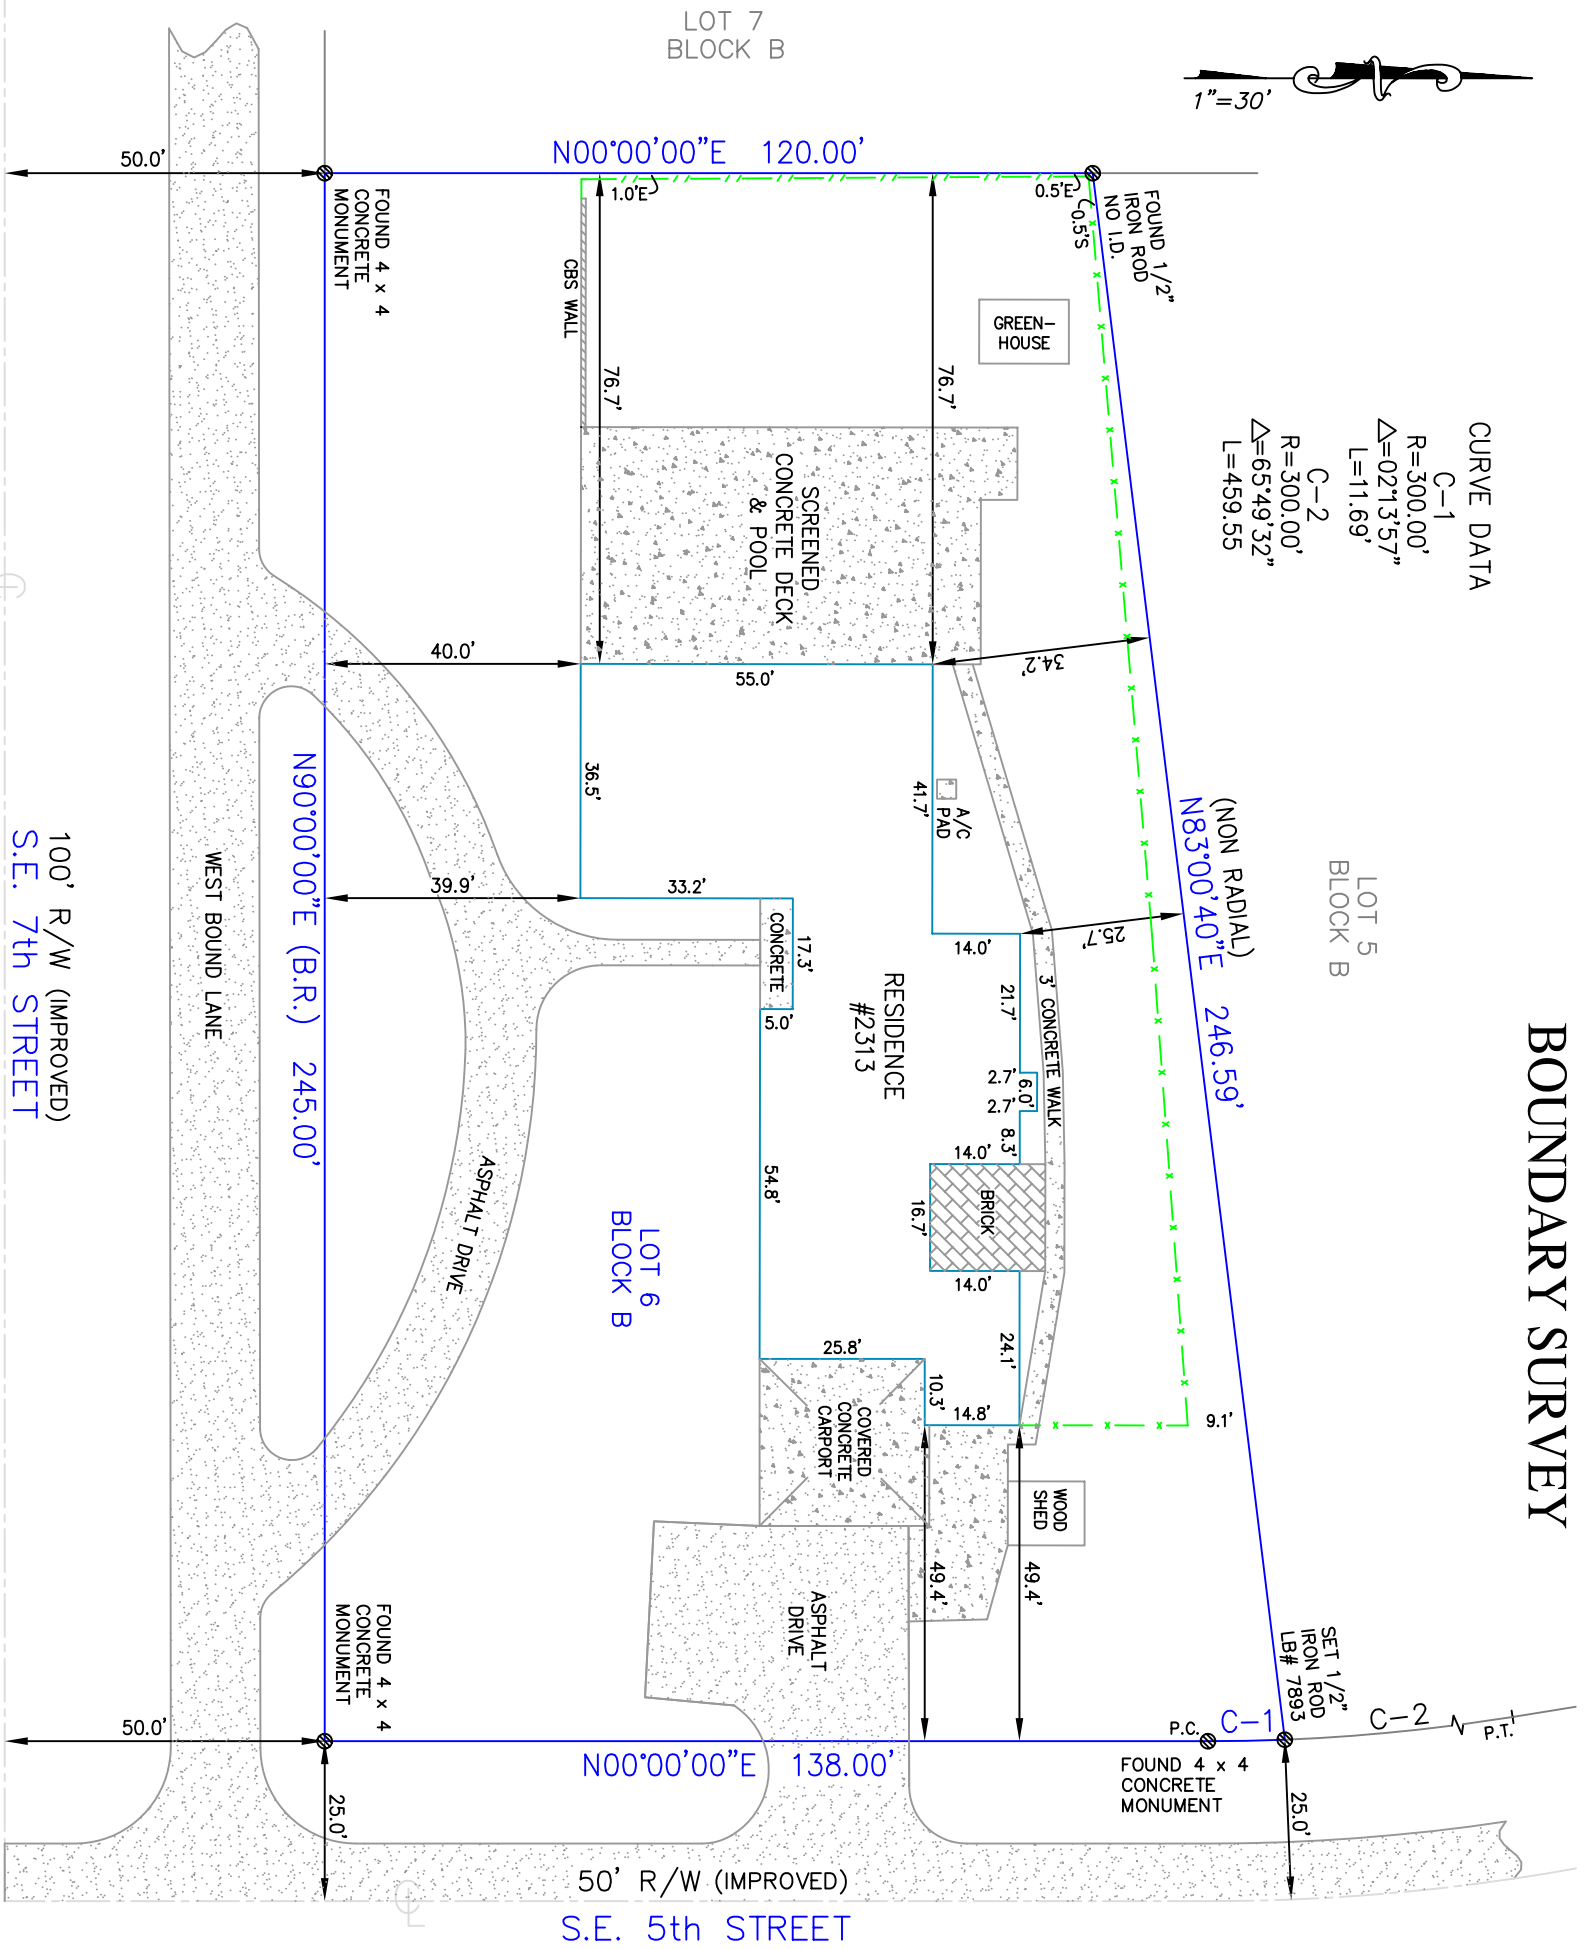 BOUNDARY SURVEY
1"=30'
LOT 7
BLOCK B
CURVE DATA
C-1
R=300.00'
△=02°13'57"
L=11.69'
C-2
R=300.00'
△=65°49'32"
L=459.55
LOT 5
BLOCK B
N00°00'00"E 120.00'
50.0'
FOUND 4 x 4
CONCRETE
MONUMENT
1.0'E
0.5'E
0.5'S
FOUND 1/2"
IRON ROD
NO I.D.
(NON RADIAL)
N83°00'40"E 246.59'
GREEN-
HOUSE
CBS WALL
76.7'
76.7'
SCREENED
CONCRETE DECK
& POOL
40.0'
55.0'
34.2'
36.5'
41.7'
A/C
PAD
39.9'
33.2'
17.3'
CONCRETE
5.0'
14.0'
25.7'
21.7'
3' CONCRETE WALK
2.7'
6.0'
2.7'
8.3'
14.0'
16.7'
BRICK
14.0'
24.1'
RESIDENCE
#2313
54.8'
25.8'
10.3'
14.8'
9.1'
COVERED
CONCRETE
CARPORT
WOOD
SHED
49.4'
49.4'
ASPHALT
DRIVE
LOT 6
BLOCK B
ASPHALT DRIVE
N90°00'00"E (B.R.) 245.00'
WEST BOUND LANE
100' R/W (IMPROVED)
S.E. 7th STREET
FOUND 4 x 4
CONCRETE
MONUMENT
50.0'
25.0'
N00°00'00"E 138.00'
SET 1/2"
IRON ROD
LB# 7893
P.C.
C-1
C-2
P.T.
FOUND 4 x 4
CONCRETE
MONUMENT
25.0'
50' R/W (IMPROVED)
S.E. 5th STREET